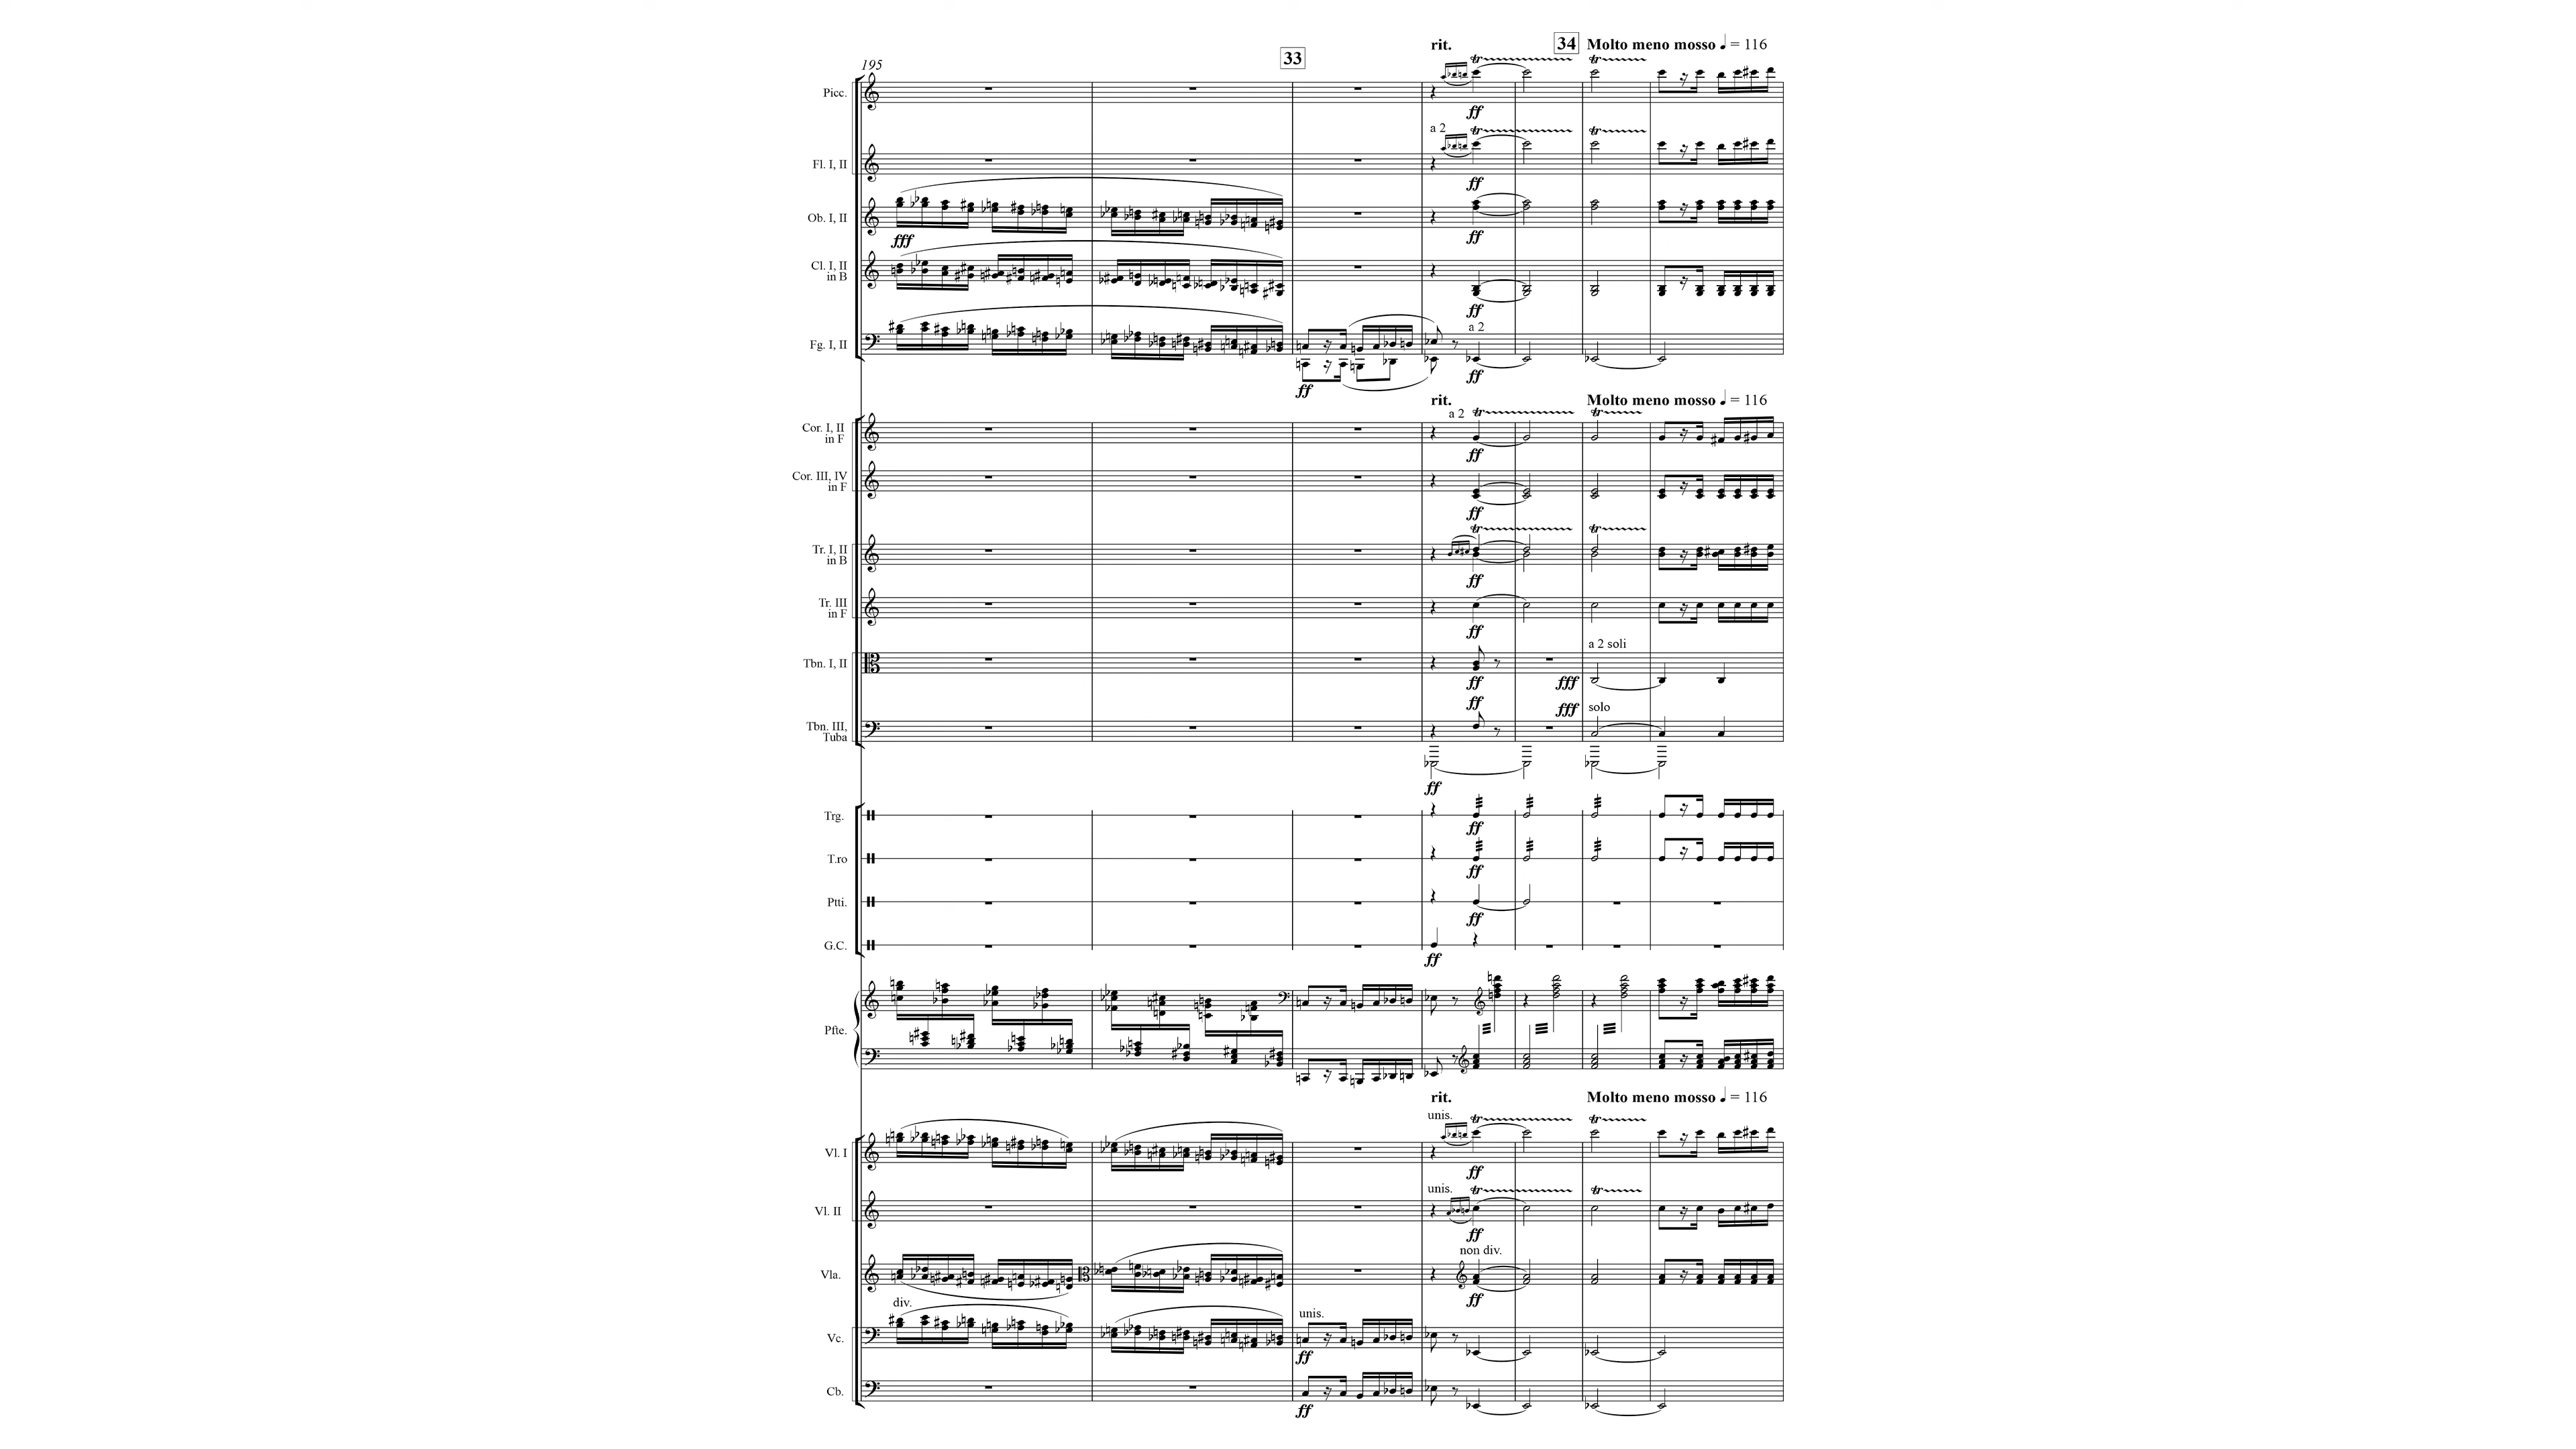 33
rit. 34 Molto meno mosso ♩ = 116
195
Picc.
ff
a 2
Fl. I, II
ff
Ob. I, II
fff ff
Cl. I, II
in B
ff
Fg. I, II
a 2
ff ff
rit. Molto meno mosso ♩ = 116
a 2
Cor. I, II
in F
ff
Cor. III, IV
in F
ff
Tr. I, II
in B
ff
Tr. III
in F
ff
a 2 soli
Tbn. I, II
ff fff
ff fff solo
Tbn. III,
Tuba
ff
Trg.
ff
T.ro
ff
Ptti.
ff
G.C.
ff
Pfte.
rit. Molto meno mosso ♩ = 116
unis.
Vl. I
ff
unis.
Vl. II
ff
non div.
Vla.
ff
div.
unis.
Vc.
ff
Cb.
ff